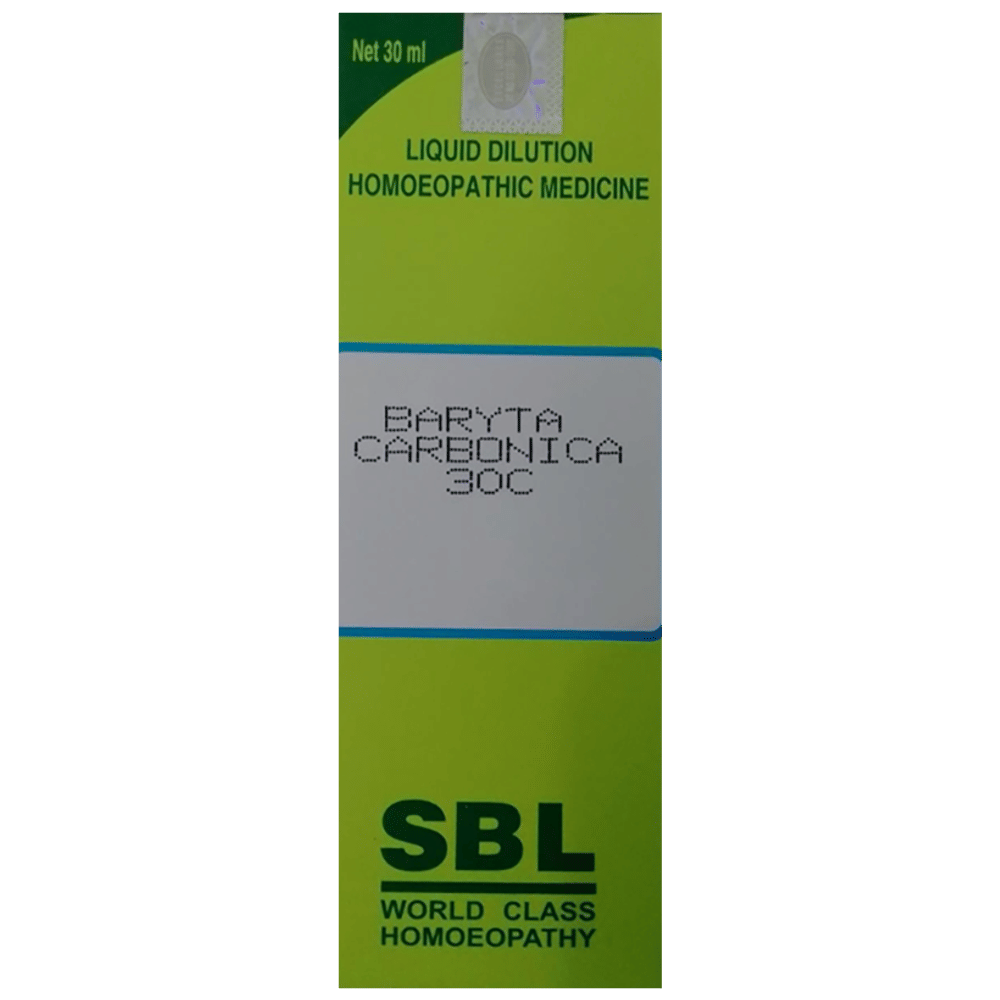 Net 30 ml
LIQUID DILUTION
HOMOEOPATHIC MEDICINE
BARYTA
CARBONICA
30C
SBL
WORLD CLASS
HOMOEOPATHY